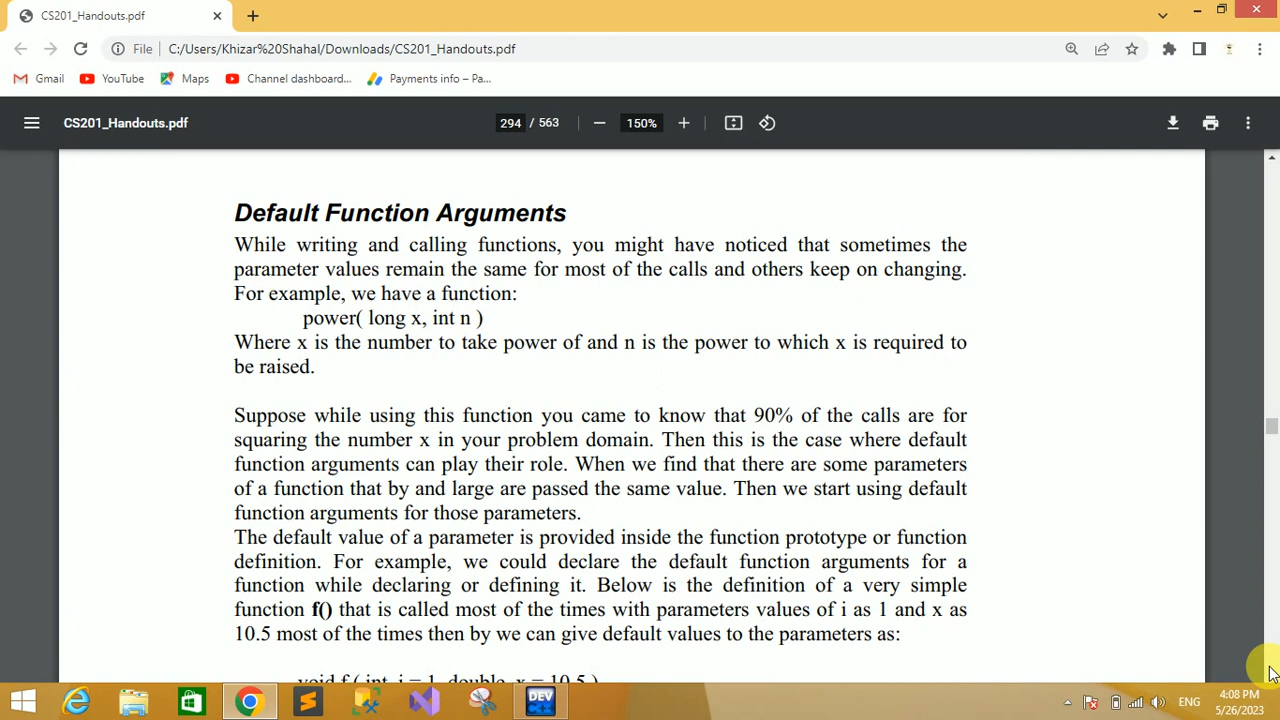 CS201_Handouts.pdf
File C:/Users/Khizar%20Shahal/Downloads/CS201_Handouts.pdf
Gmail YouTube Maps Channel dashboard... Payments info – Pa...
CS201_Handouts.pdf 294 / 563 150%
Default Function Arguments
While writing and calling functions, you might have noticed that sometimes the
parameter values remain the same for most of the calls and others keep on changing.
For example, we have a function:
power( long x, int n )
Where x is the number to take power of and n is the power to which x is required to
be raised.
Suppose while using this function you came to know that 90% of the calls are for
squaring the number x in your problem domain. Then this is the case where default
function arguments can play their role. When we find that there are some parameters
of a function that by and large are passed the same value. Then we start using default
function arguments for those parameters.
The default value of a parameter is provided inside the function prototype or function
definition. For example, we could declare the default function arguments for a
function while declaring or defining it. Below is the definition of a very simple
function f() that is called most of the times with parameters values of i as 1 and x as
10.5 most of the times then by we can give default values to the parameters as:
void f ( int i = 1, double x = 10.5 )
DEV
C++
ENG
4:08 PM
5/26/2023